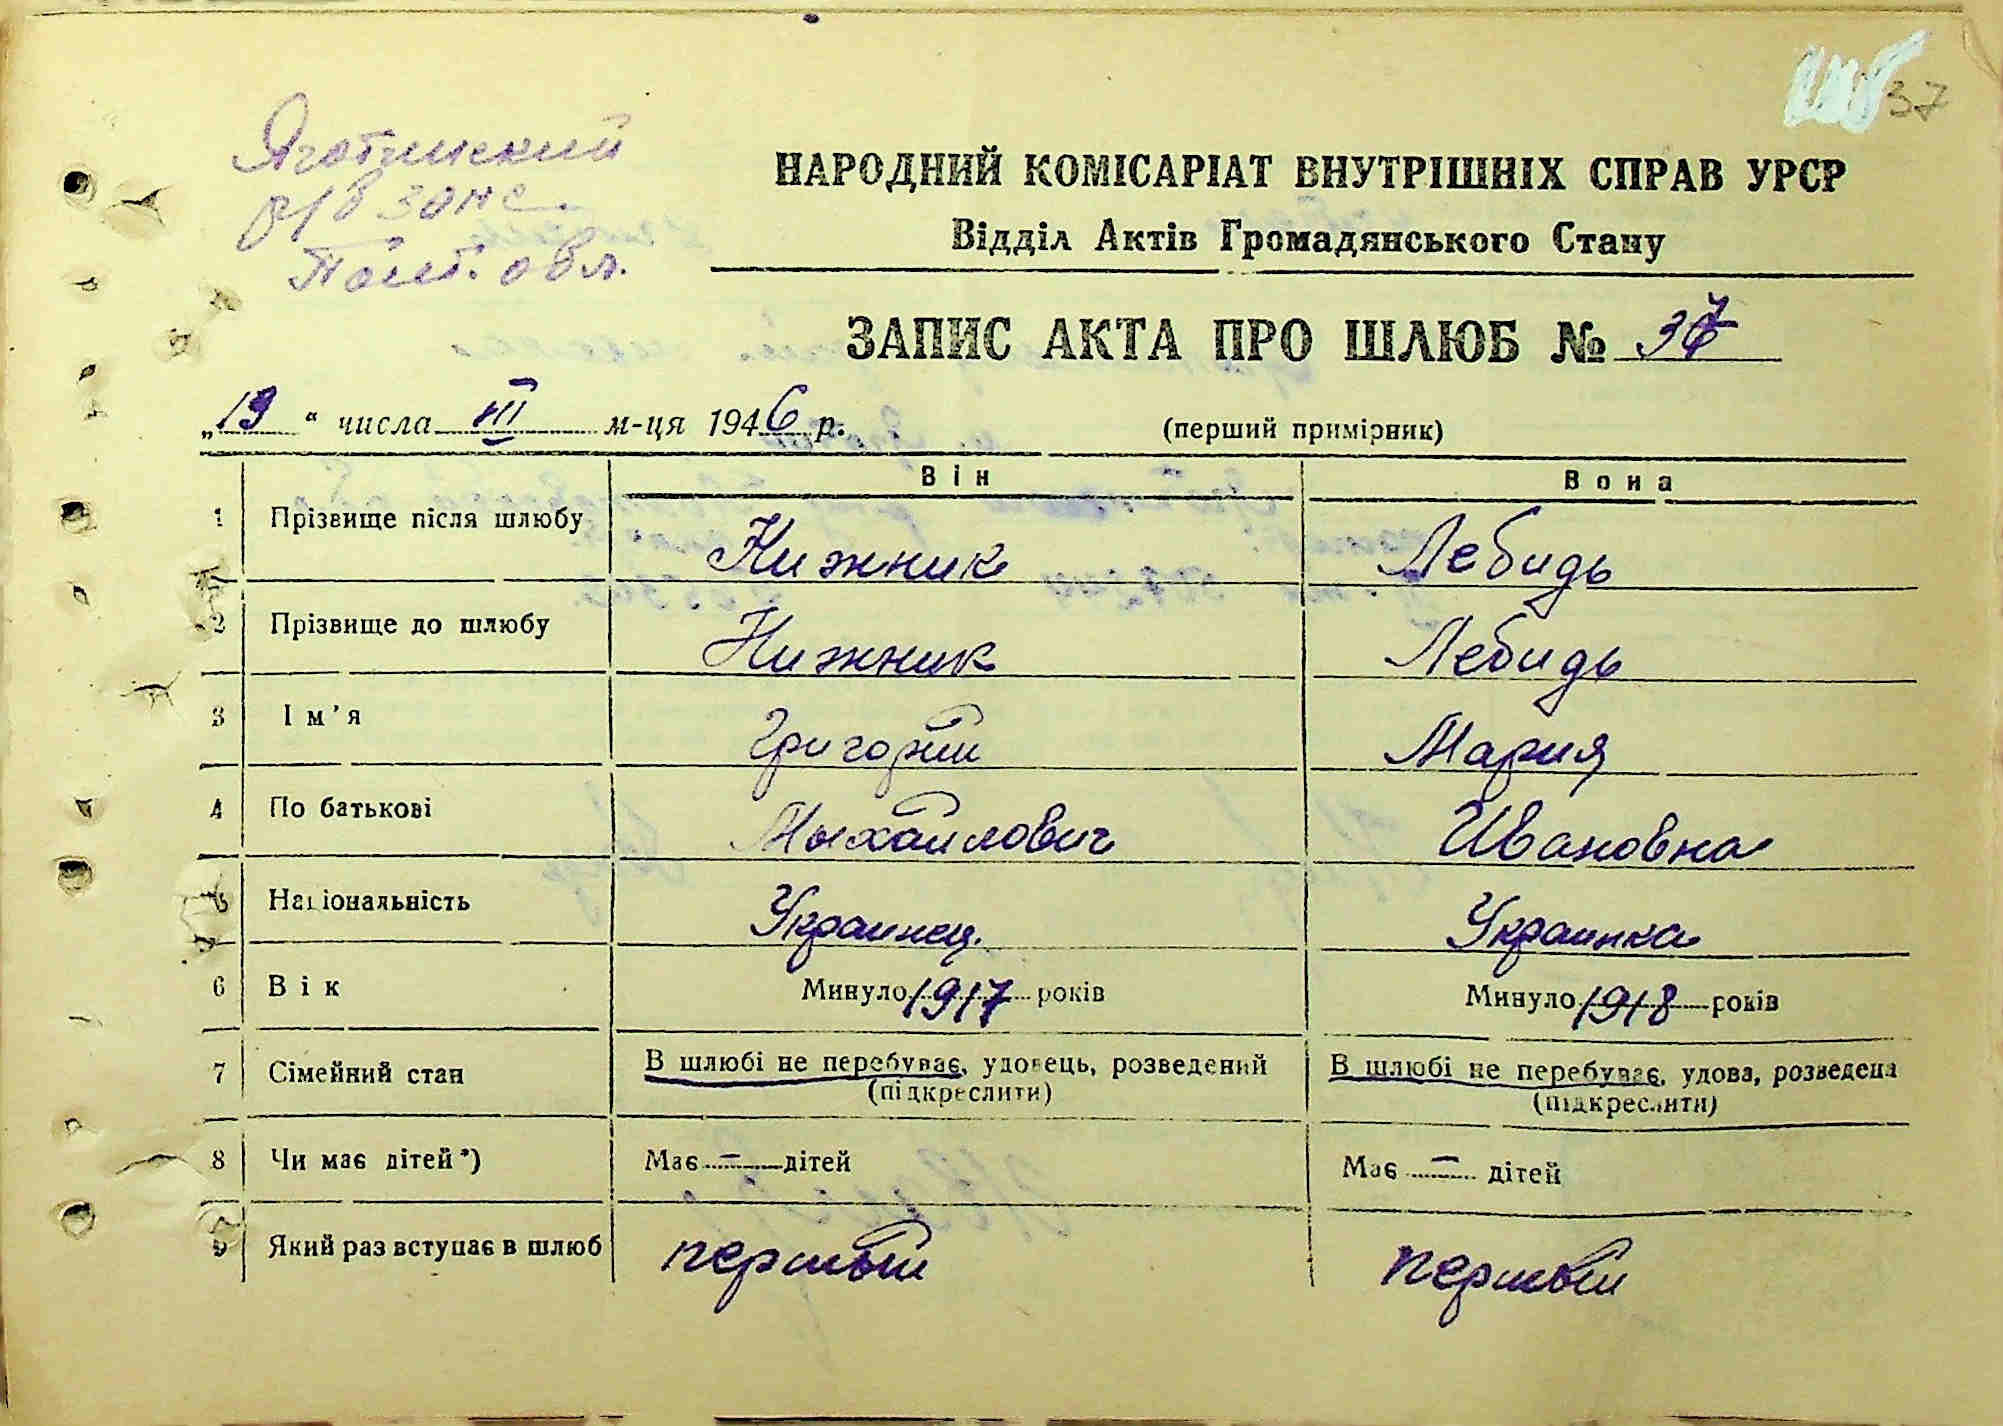 37
Яготинский
р/в загс
Полт. обл.
НАРОДНИЙ КОМІСАРІАТ ВНУТРІШНІХ СПРАВ УРСР
Відділ Актів Громадянського Стану
ЗАПИС АКТА ПРО ШЛЮБ № 37
„19“ числа III м-ця 1946 р.
(перший примірник)
Він Вона
1 Прізвище після шлюбу Нижник Лебидь
2 Прізвище до шлюбу Нижник Лебидь
3 Ім’я Григорий Мария
4 По батькові Мыхайлович Ивановна
5 Національність Украинец. Украинка
6 Вік Минуло 1917 років Минуло 1918 років
7 Сімейний стан В шлюбі не перебуває, удовець, розведений В шлюбі не перебуває, удова, розведена
(підкреслити) (підкреслити)
8 Чи має дітей*) Має – дітей Має – дітей
9 Який раз вступає в шлюб первый первый